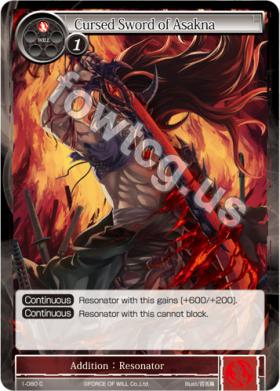 Cursed Sword of Asakna
WILL
1
fowtcg.us
Continuous Resonator with this gains [+600/+200].
Continuous Resonator with this cannot block.
Addition : Resonator
1-080 C
©FORCE OF WILL Co.,Ltd.